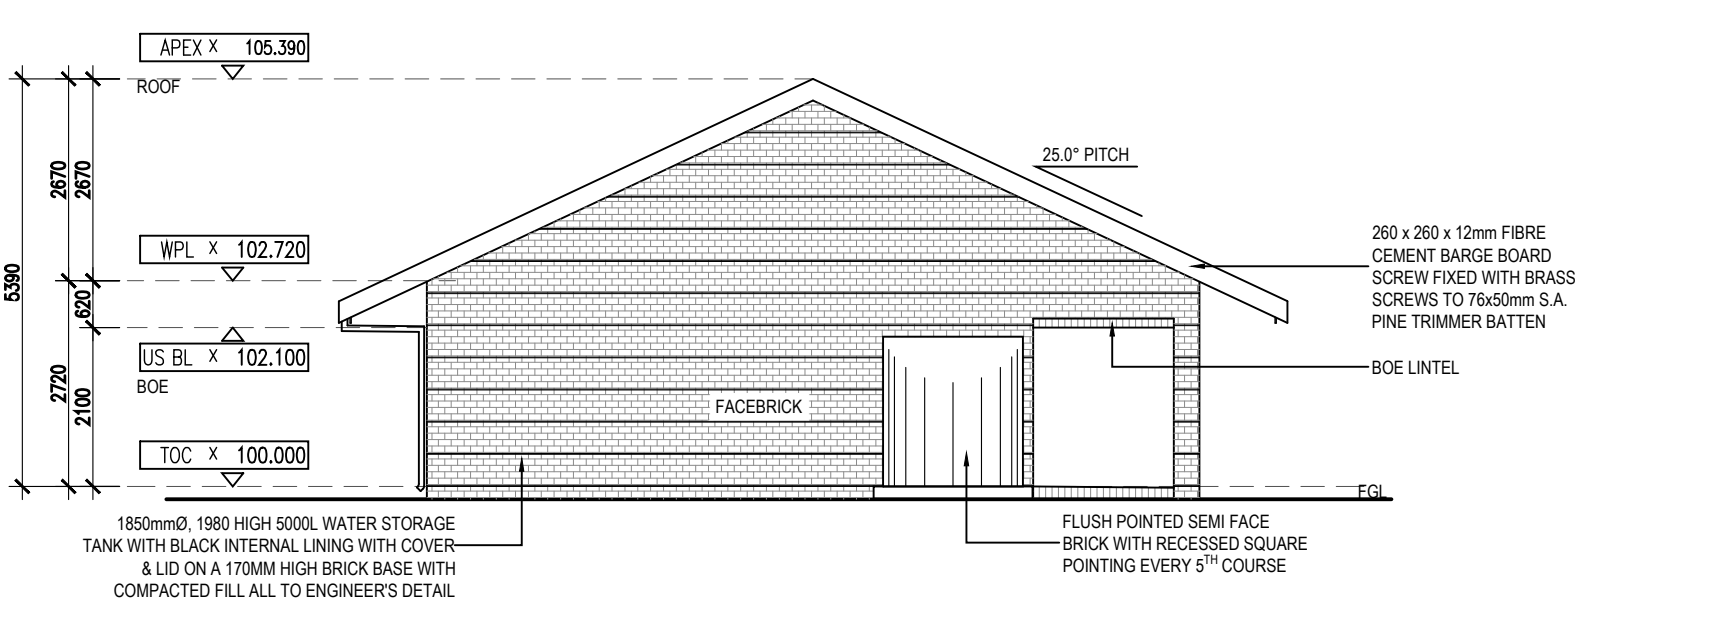 APEX X 105.390
ROOF
25.0° PITCH
2670
2670
WPL X 102.720
260 x 260 x 12mm FIBRE
CEMENT BARGE BOARD
SCREW FIXED WITH BRASS
SCREWS TO 76x50mm S.A.
PINE TRIMMER BATTEN
5390
620
US BL X 102.100
BOE
BOE LINTEL
2720
2100
FACEBRICK
TOC X 100.000
FGL
1850mmØ, 1980 HIGH 5000L WATER STORAGE
TANK WITH BLACK INTERNAL LINING WITH COVER
& LID ON A 170MM HIGH BRICK BASE WITH
COMPACTED FILL ALL TO ENGINEER'S DETAIL
FLUSH POINTED SEMI FACE
BRICK WITH RECESSED SQUARE
POINTING EVERY 5TH COURSE